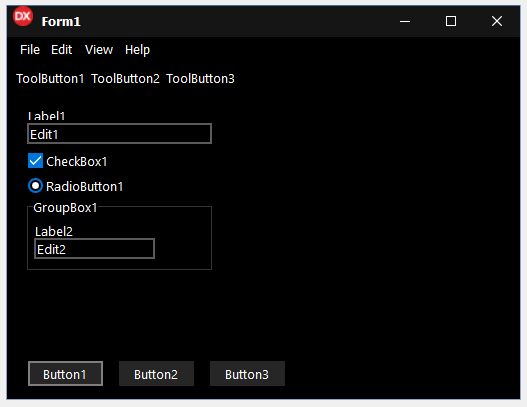 DX Form1
File Edit View Help
ToolButton1 ToolButton2 ToolButton3
Label1
Edit1
CheckBox1
RadioButton1
GroupBox1
Label2
Edit2
Button1 Button2 Button3